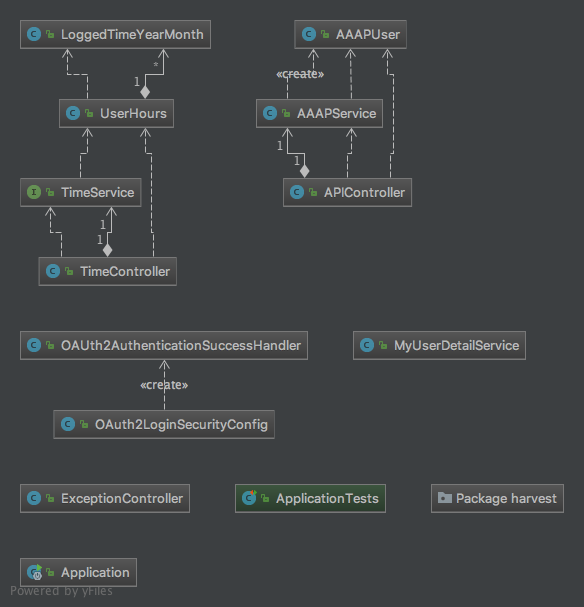 LoggedTimeYearMonth
AAAPUser
«create»
1
*
UserHours
AAAPService
1
1
TimeService
APIController
1
1
TimeController
OAUth2AuthenticationSuccessHandler
MyUserDetailService
«create»
OAuth2LoginSecurityConfig
ExceptionController
ApplicationTests
Package harvest
Application
Powered by yFiles